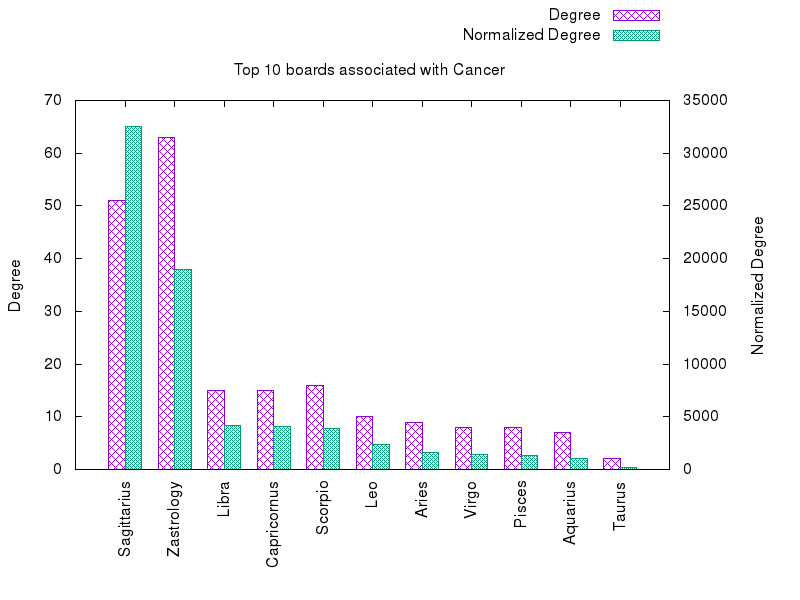 Degree
Normalized Degree
Top 10 boards associated with Cancer
70
60
50
40
30
20
10
0
35000
30000
25000
20000
15000
10000
5000
0
Degree
Normalized Degree
Sagittarius
Zastrology
Libra
Capricornus
Scorpio
Leo
Aries
Virgo
Pisces
Aquarius
Taurus